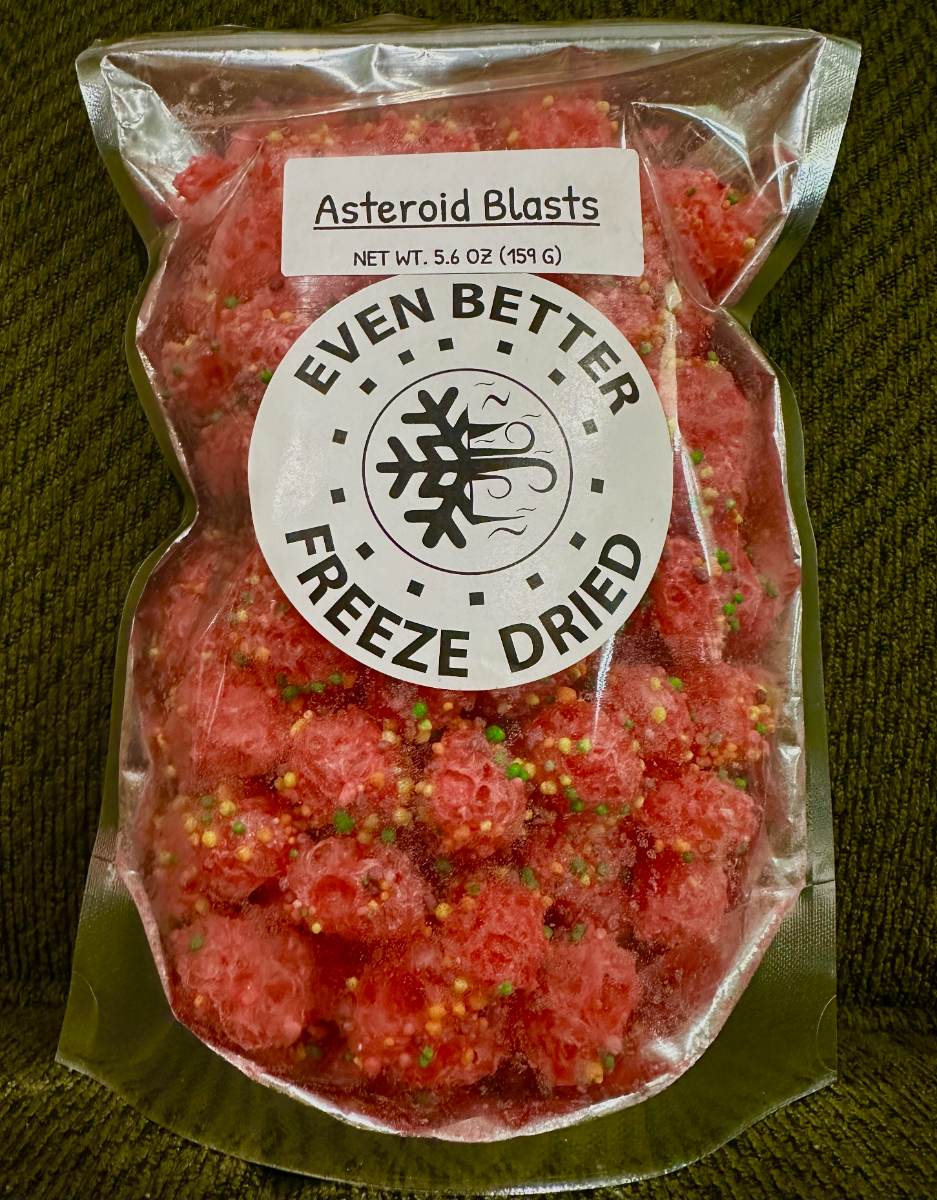 Asteroid Blasts
NET WT. 5.6 OZ (159 G)
EVEN BETTER
FREEZE DRIED